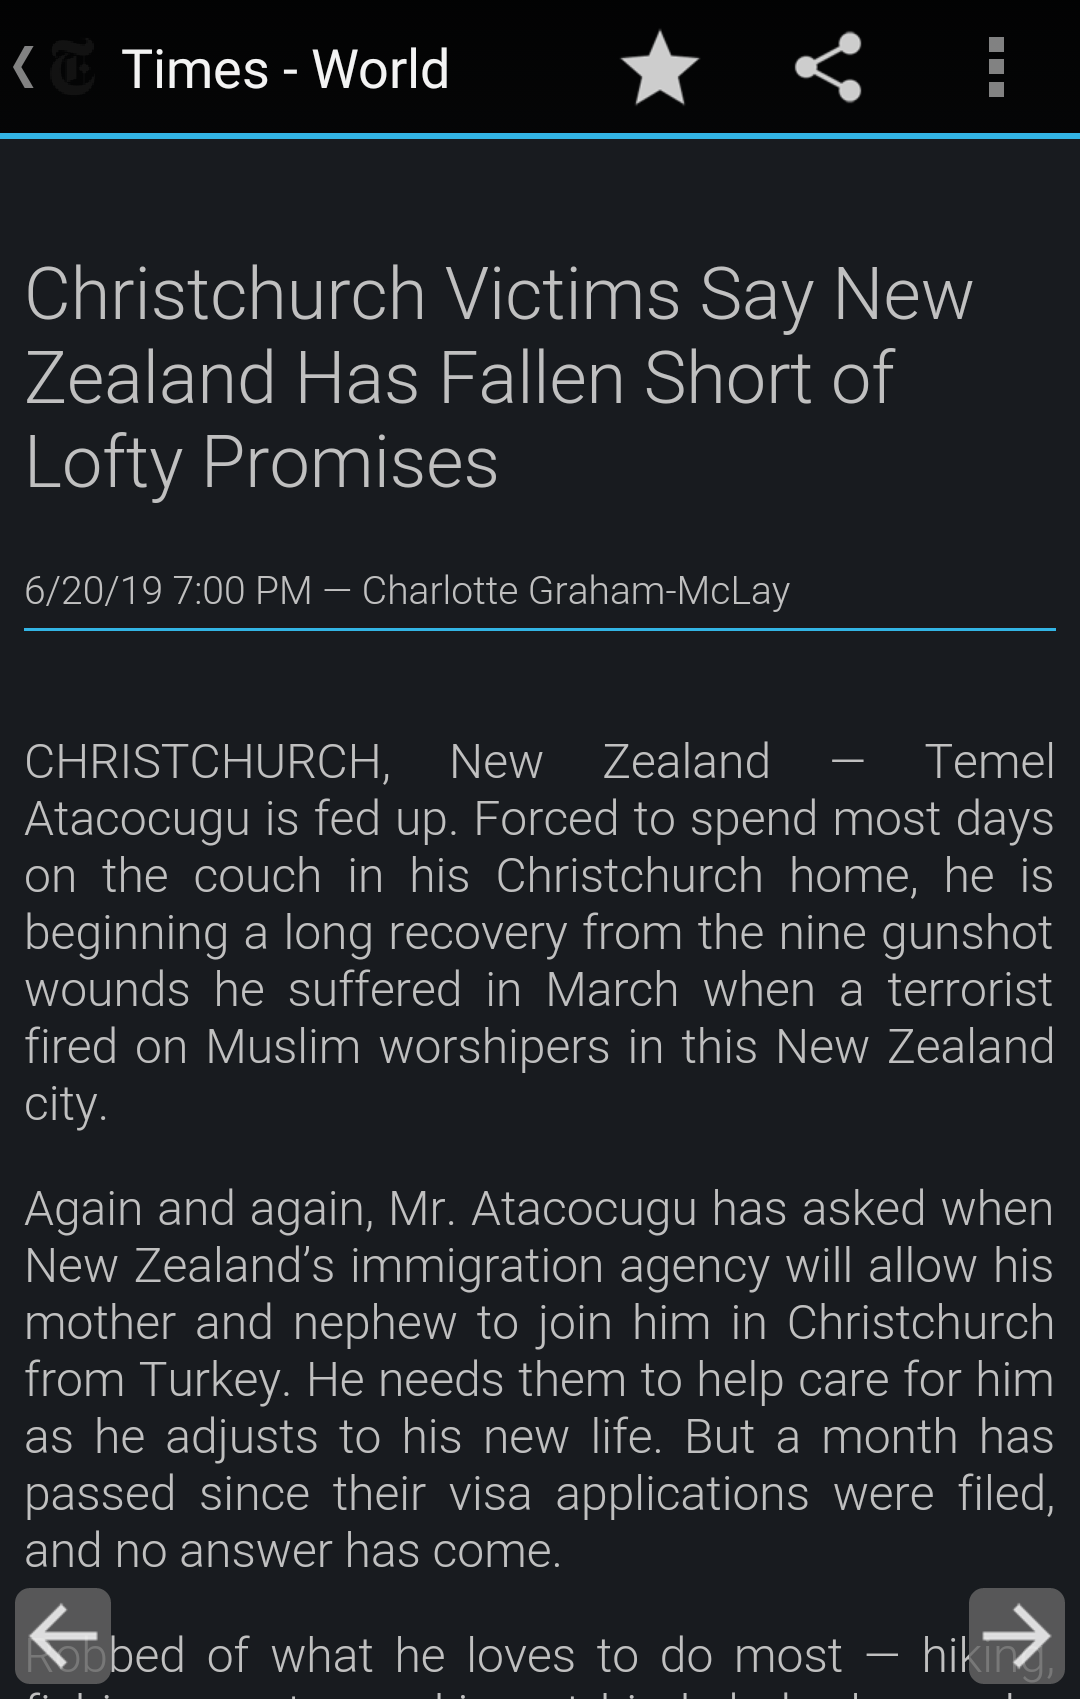 Times - World
Christchurch Victims Say New
Zealand Has Fallen Short of
Lofty Promises
6/20/19 7:00 PM — Charlotte Graham-McLay
CHRISTCHURCH, New Zealand — Temel
Atacocugu is fed up. Forced to spend most days
on the couch in his Christchurch home, he is
beginning a long recovery from the nine gunshot
wounds he suffered in March when a terrorist
fired on Muslim worshipers in this New Zealand
city.
Again and again, Mr. Atacocugu has asked when
New Zealand’s immigration agency will allow his
mother and nephew to join him in Christchurch
from Turkey. He needs them to help care for him
as he adjusts to his new life. But a month has
passed since their visa applications were filed,
and no answer has come.
Robbed of what he loves to do most — hiking,